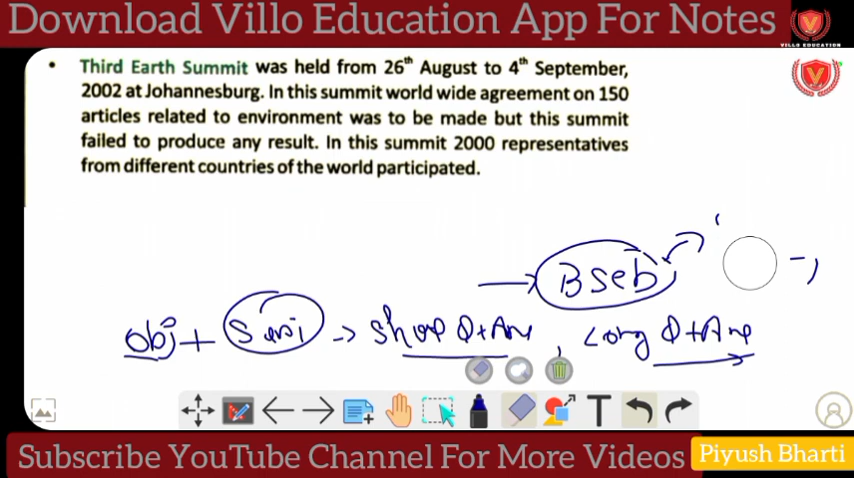 Download Villo Education App For Notes
VILLO EDUCATION
• Third Earth Summit was held from 26th August to 4th September,
2002 at Johannesburg. In this summit world wide agreement on 150
articles related to environment was to be made but this summit
failed to produce any result. In this summit 2000 representatives
from different countries of the world participated.
→ Bseb
obj + → Q + Ans, Long Q + Ans
Subscribe YouTube Channel For More Videos
Piyush Bharti